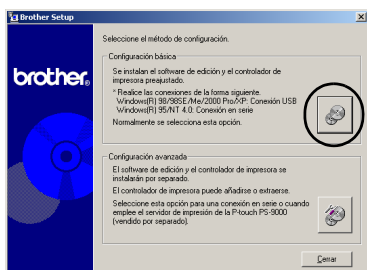 Brother Setup
Seleccione el método de configuración.
brother®
Configuración básica
Se instalan el software de edición y el controlador de
impresora preajustado.
* Realice las conexiones de la forma siguiente.
Windows(R) 98/98SE/Me/2000 Pro/XP: Conexión USB
Windows(R) 95/NT 4.0: Conexión en serie
Normalmente se selecciona esta opción.
Configuración avanzada
El software de edición y el controlador de impresora se
instalarán por separado.
El controlador de impresora puede añadirse o extraerse.
Seleccione esta opción para una conexión en serie o cuando
emplee el servidor de impresión de la P-touch PS-9000
(vendido por separado).
Cerrar